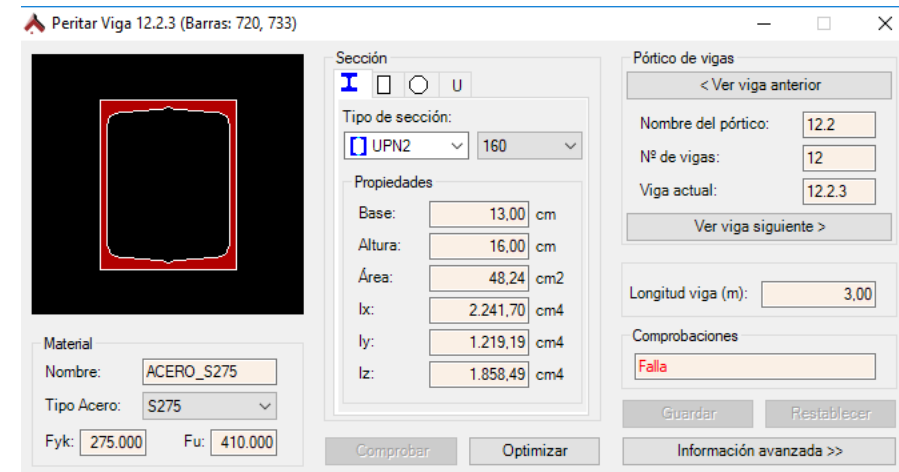 Peritar Viga 12.2.3 (Barras: 720, 733)
Sección
U
Tipo de sección:
UPN2 160
Propiedades
Base: 13,00 cm
Altura: 16,00 cm
Área: 48,24 cm2
Ix: 2.241,70 cm4
Iy: 1.219,19 cm4
Iz: 1.858,49 cm4
Comprobar Optimizar
Material
Nombre: ACERO_S275
Tipo Acero: S275
Fyk: 275.000 Fu: 410.000
Pórtico de vigas
< Ver viga anterior
Nombre del pórtico: 12.2
Nº de vigas: 12
Viga actual: 12.2.3
Ver viga siguiente >
Longitud viga (m): 3,00
Comprobaciones
Falla
Guardar Restablecer
Información avanzada >>